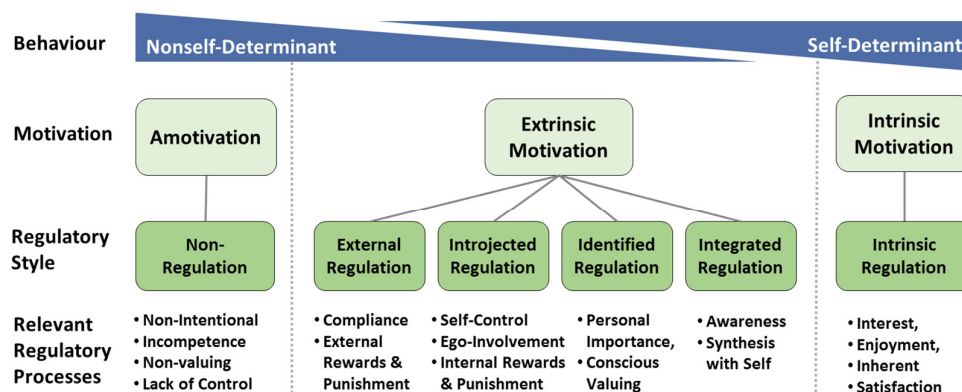 Behaviour
Nonself-Determinant
Self-Determinant
Motivation
Amotivation
Extrinsic
Motivation
Intrinsic
Motivation
Regulatory
Style
Non-
Regulation
External
Regulation
Introjected
Regulation
Identified
Regulation
Integrated
Regulation
Intrinsic
Regulation
Relevant
Regulatory
Processes
• Non-Intentional
• Incompetence
• Non-valuing
• Lack of Control
• Compliance
• External
Rewards &
Punishment
• Self-Control
• Ego-Involvement
• Internal Rewards
& Punishment
• Personal
Importance,
• Conscious
Valuing
• Awareness
• Synthesis
with Self
• Interest,
• Enjoyment,
• Inherent
Satisfaction